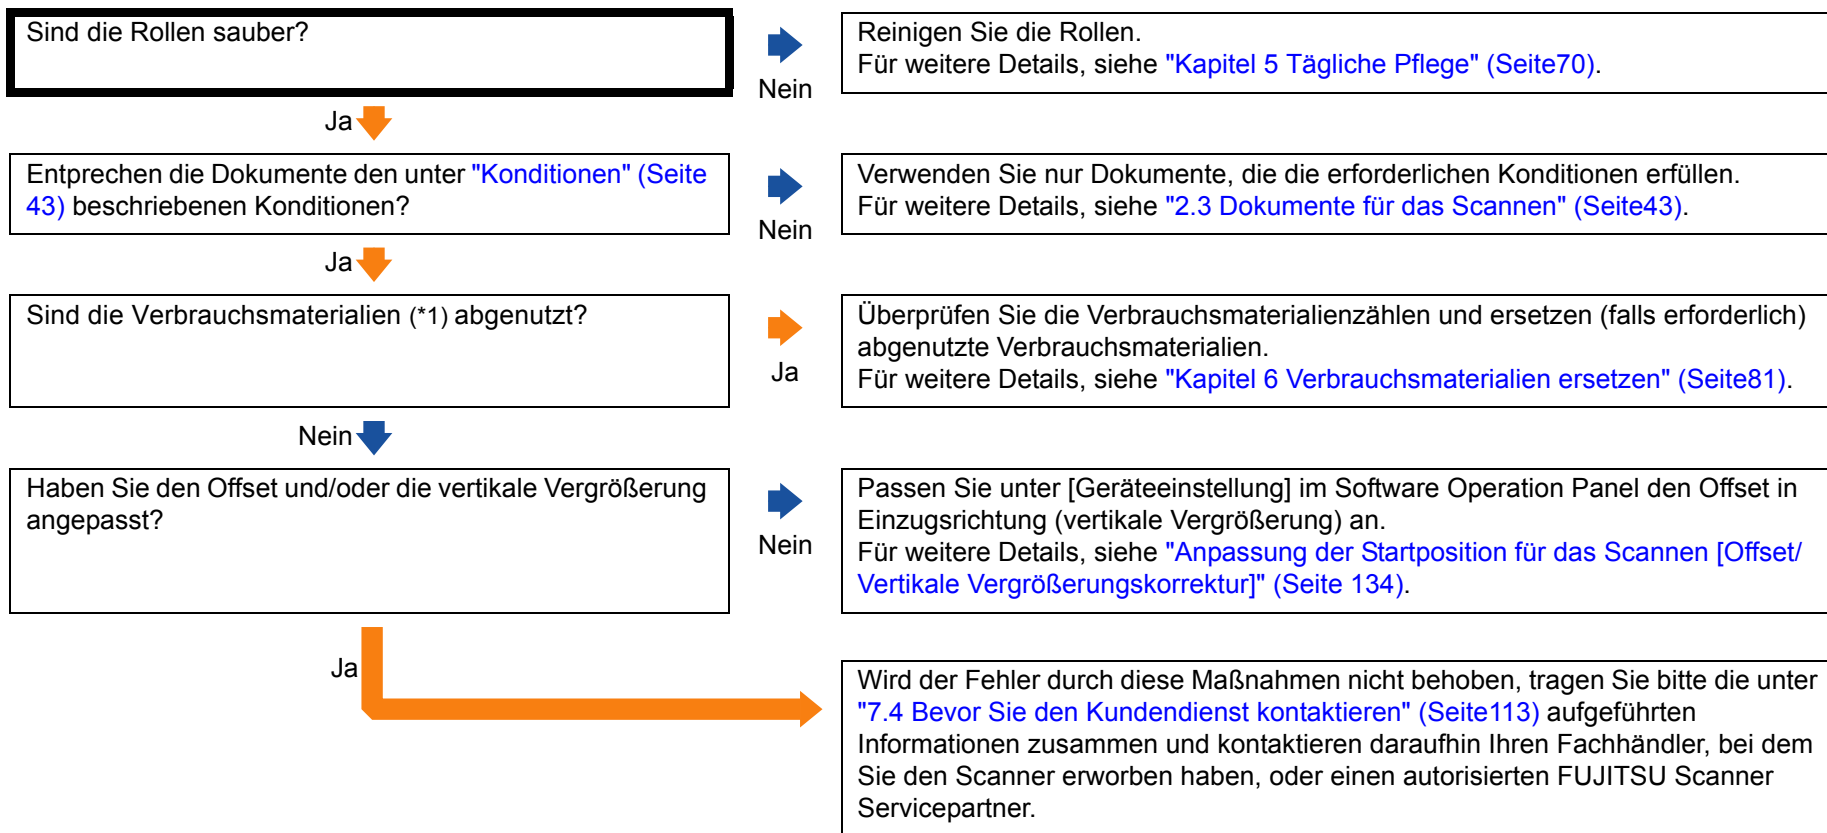 Sind die Rollen sauber?
Nein
Reinigen Sie die Rollen.
Für weitere Details, siehe "Kapitel 5 Tägliche Pflege" (Seite70).
Ja
Entprechen die Dokumente den unter "Konditionen" (Seite
43) beschriebenen Konditionen?
Nein
Verwenden Sie nur Dokumente, die die erforderlichen Konditionen erfüllen.
Für weitere Details, siehe "2.3 Dokumente für das Scannen" (Seite43).
Ja
Sind die Verbrauchsmaterialien (*1) abgenutzt?
Ja
Überprüfen Sie die Verbrauchsmaterialienzählen und ersetzen (falls erforderlich)
abgenutzte Verbrauchsmaterialien.
Für weitere Details, siehe "Kapitel 6 Verbrauchsmaterialien ersetzen" (Seite81).
Nein
Haben Sie den Offset und/oder die vertikale Vergrößerung
angepasst?
Nein
Passen Sie unter [Geräteeinstellung] im Software Operation Panel den Offset in
Einzugsrichtung (vertikale Vergrößerung) an.
Für weitere Details, siehe "Anpassung der Startposition für das Scannen [Offset/
Vertikale Vergrößerungskorrektur]" (Seite 134).
Ja
Wird der Fehler durch diese Maßnahmen nicht behoben, tragen Sie bitte die unter
"7.4 Bevor Sie den Kundendienst kontaktieren" (Seite113) aufgeführten
Informationen zusammen und kontaktieren daraufhin Ihren Fachhändler, bei dem
Sie den Scanner erworben haben, oder einen autorisierten FUJITSU Scanner
Servicepartner.